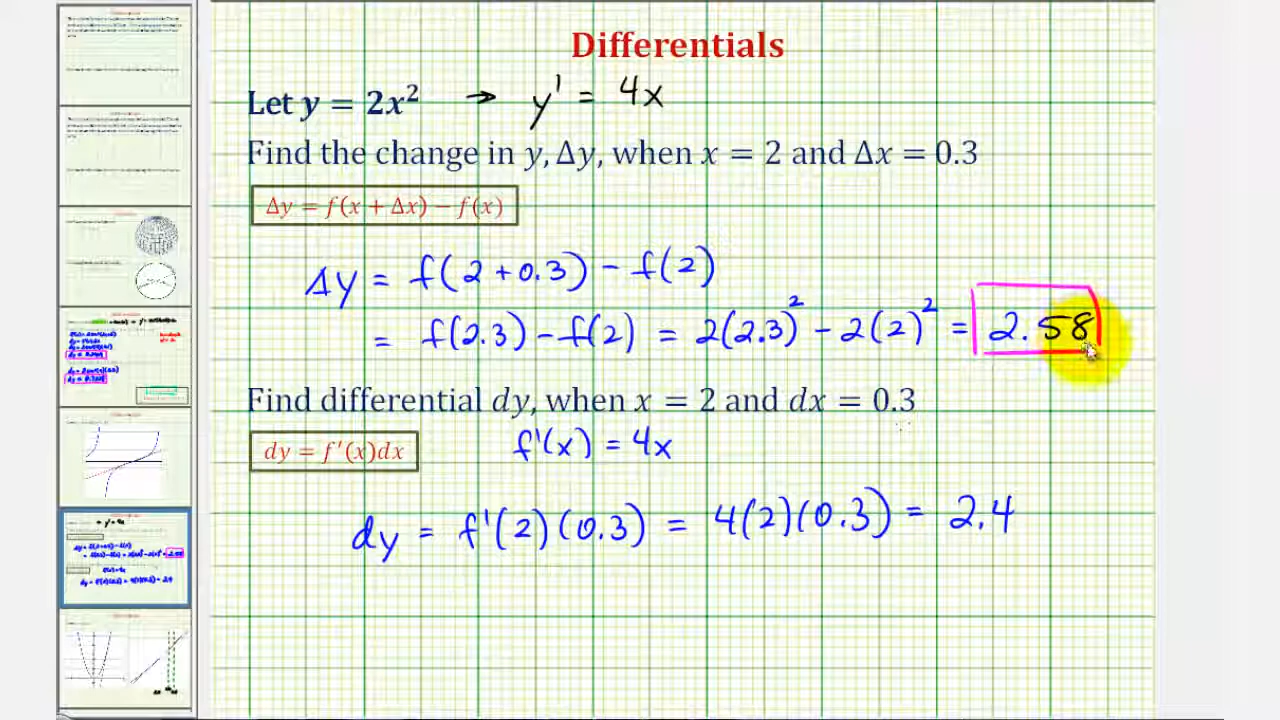 Differentials
Let y = 2x² → y' = 4x
Find the change in y, Δy, when x = 2 and Δx = 0.3
Δy = f(x + Δx) − f(x)
Δy = f(2 + 0.3) − f(2)
= f(2.3) − f(2) = 2(2.3)² − 2(2)² = 2.58
Find differential dy, when x = 2 and dx = 0.3
dy = f'(x)dx
f'(x) = 4x
dy = f'(2)(0.3) = 4(2)(0.3) = 2.4